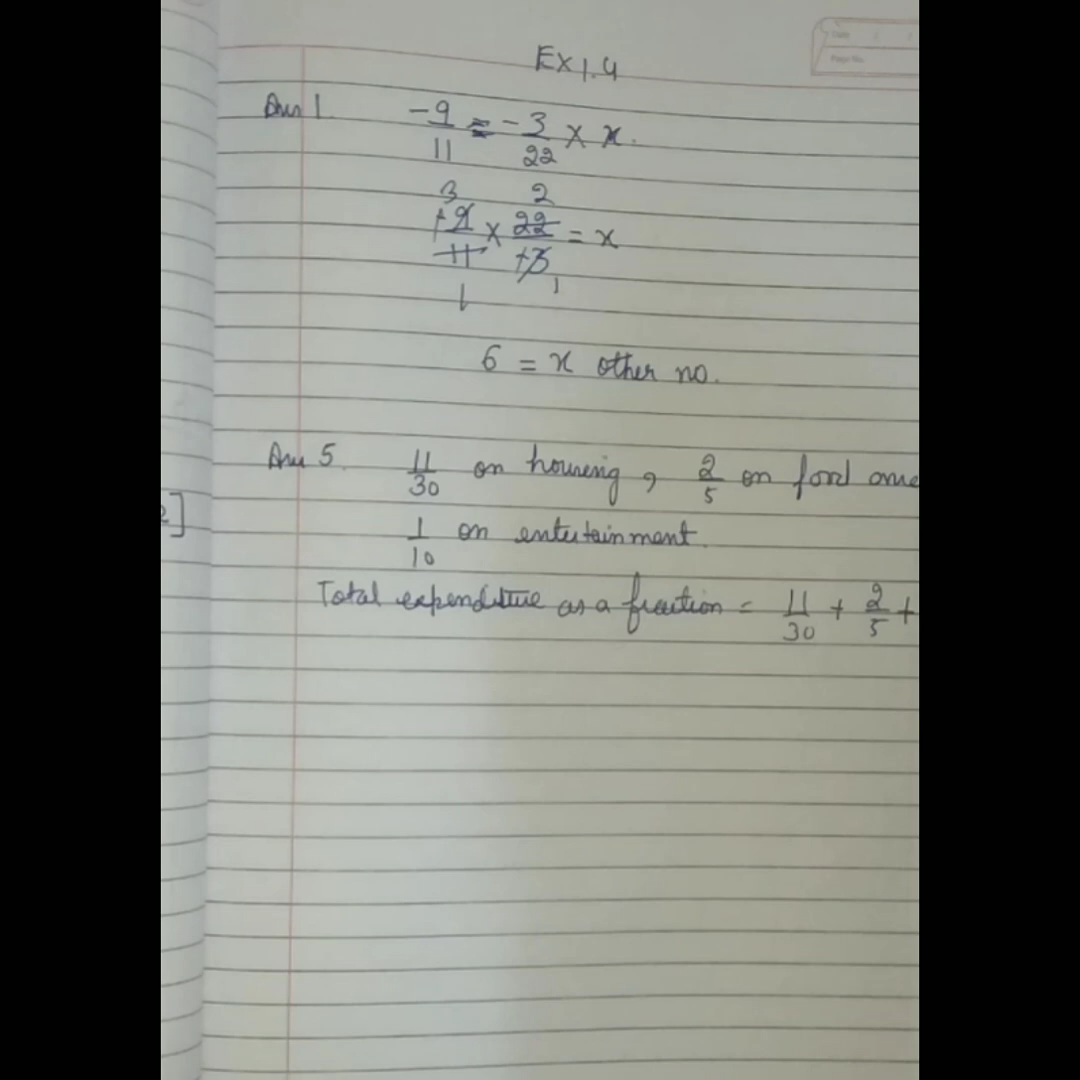 Ex 1.4
Ans 1. -9/11 = -3/22 × x.
3 2
+9/11 × 22/+3 = x
1 1
6 = x other no.
Ans 5. 11/30 on housing, 2/5 on food and
1/10 on entertainment.
Total expenditure as a fraction = 11/30 + 2/5 +